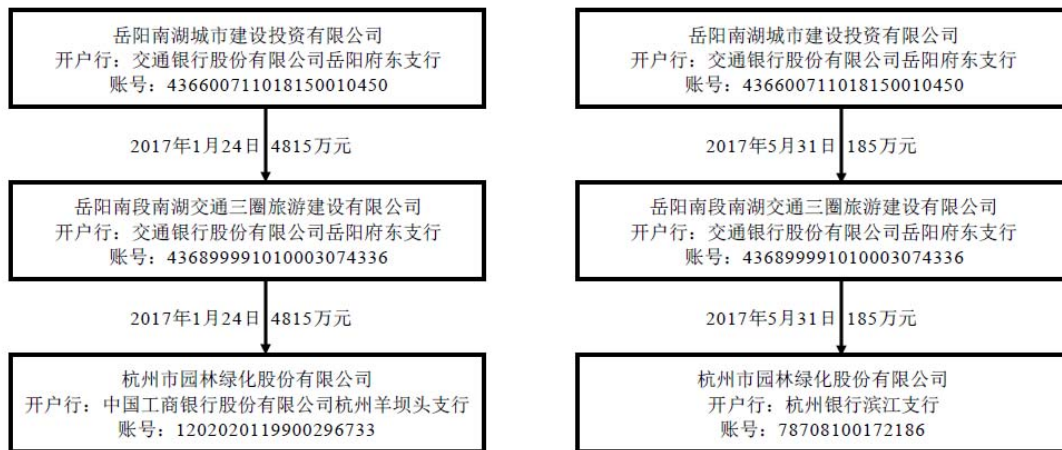 岳阳南湖城市建设投资有限公司
开户行：交通银行股份有限公司岳阳府东支行
账号：436600711018150010450
2017年1月24日 4815万元
岳阳南段南湖交通三圈旅游建设有限公司
开户行：交通银行股份有限公司岳阳府东支行
账号：436899991010003074336
2017年1月24日 4815万元
杭州市园林绿化股份有限公司
开户行：中国工商银行股份有限公司杭州羊坝头支行
账号：1202020119900296733
岳阳南湖城市建设投资有限公司
开户行：交通银行股份有限公司岳阳府东支行
账号：436600711018150010450
2017年5月31日 185万元
岳阳南段南湖交通三圈旅游建设有限公司
开户行：交通银行股份有限公司岳阳府东支行
账号：436899991010003074336
2017年5月31日 185万元
杭州市园林绿化股份有限公司
开户行：杭州银行滨江支行
账号：78708100172186